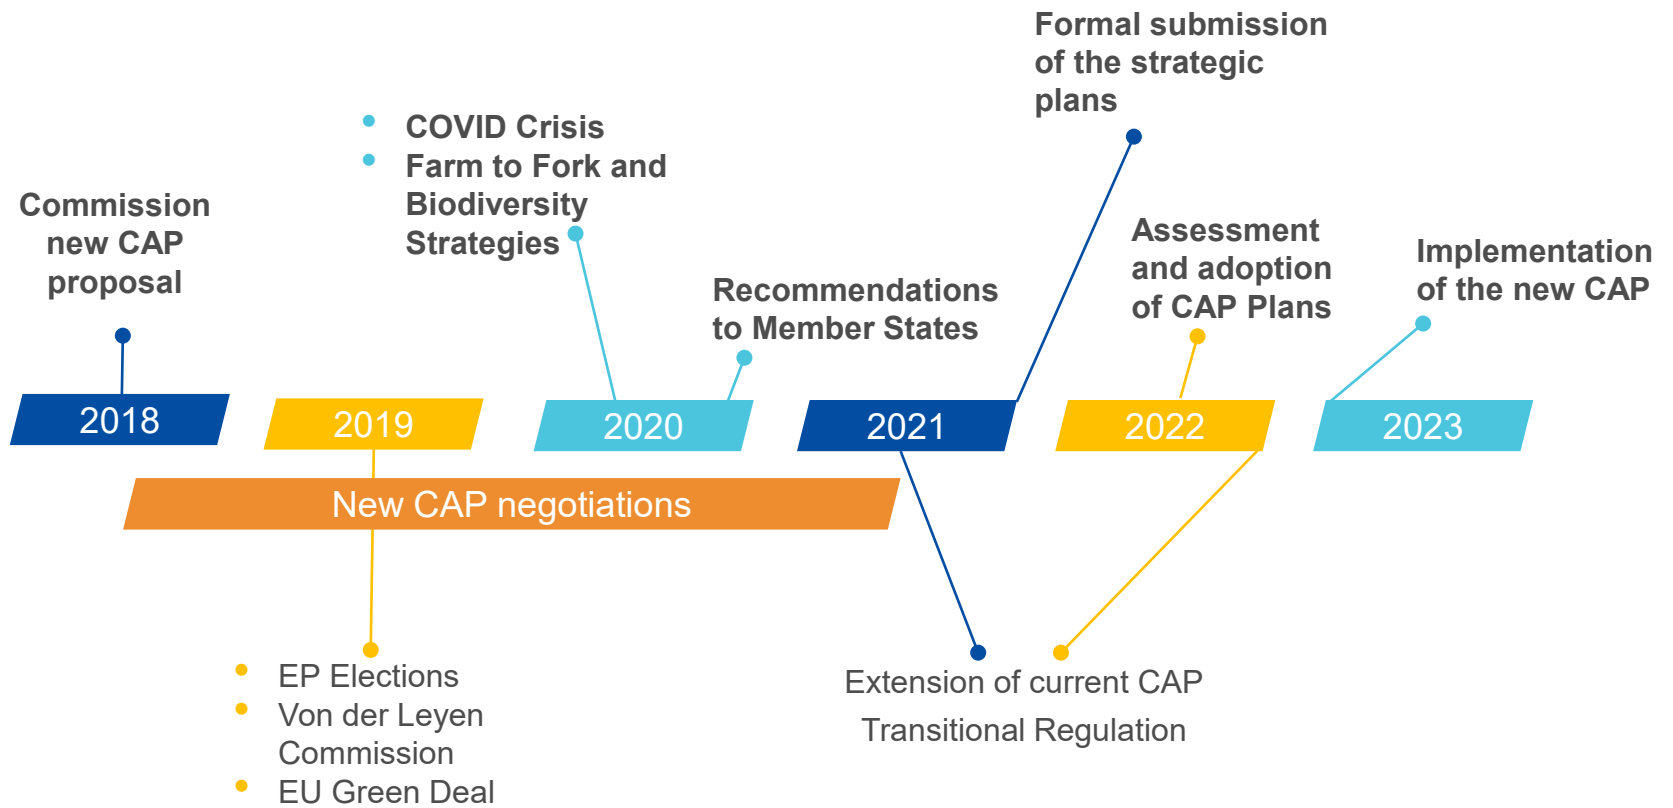 Formal submission
of the strategic
plans
• COVID Crisis
• Farm to Fork and
Biodiversity
Strategies
Commission
new CAP
proposal
Assessment
and adoption
of CAP Plans
Implementation
of the new CAP
Recommendations
to Member States
2018
2019
2020
2021
2022
2023
New CAP negotiations
• EP Elections
• Von der Leyen
Commission
• EU Green Deal
Extension of current CAP
Transitional Regulation